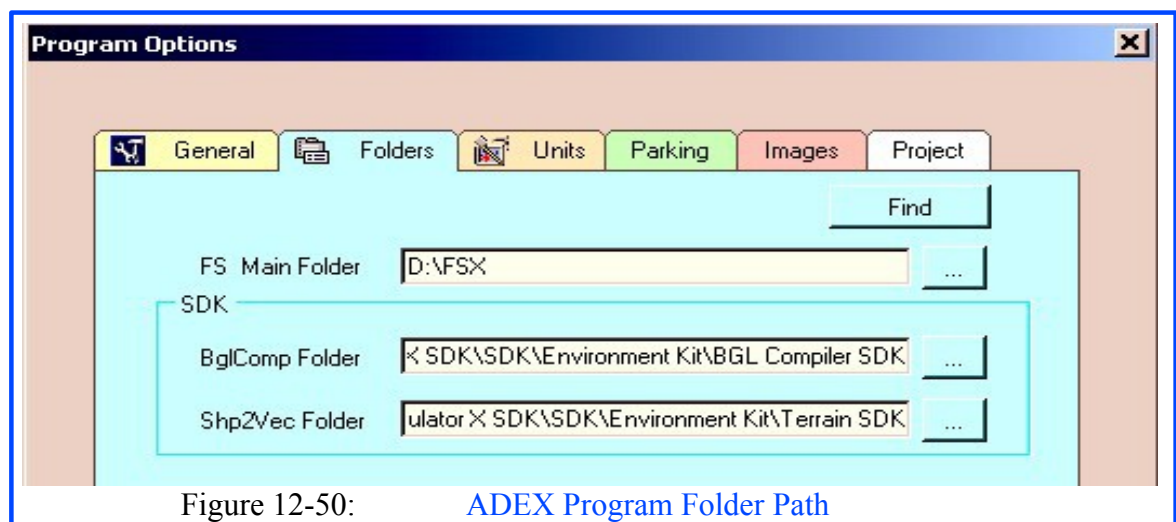 Program Options
General Folders Units Parking Images Project
Find
FS Main Folder D:\FSX ...
SDK
BglComp Folder SDK\SDK\Environment Kit\BGL Compiler SDK ...
Shp2Vec Folder ulator X SDK\SDK\Environment Kit\Terrain SDK ...
Figure 12-50: ADEX Program Folder Path